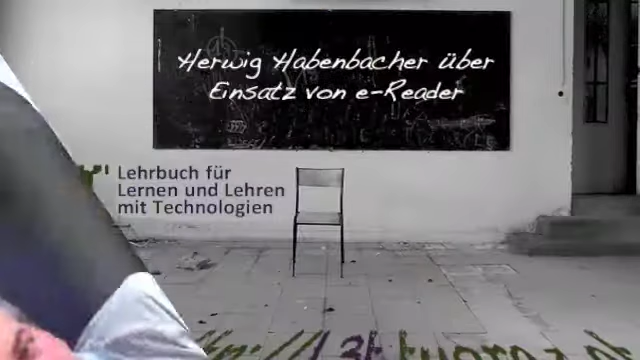 Herwig Habenbacher über
Einsatz von e-Reader
Lehrbuch für
Lernen und Lehren
mit Technologien